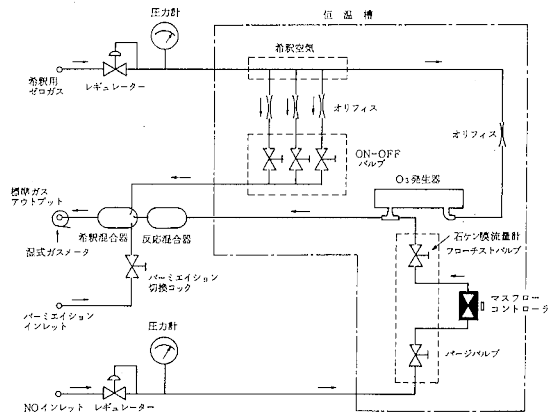 圧力計
恒温槽
希釈空気
希釈用
ゼロガス
レギュレーター
オリフィス
オリフィス
ON-OFF
バルブ
O₃発生器
標準ガス
アウトプット
希釈混合器
反応混合器
湿式ガスメータ
石ケン膜流量計
フローテストバルブ
パーミエイション
切換コック
マスフロー
コントローラ
パーミエイション
インレット
圧力計
パージバルブ
NOインレット
レギュレーター